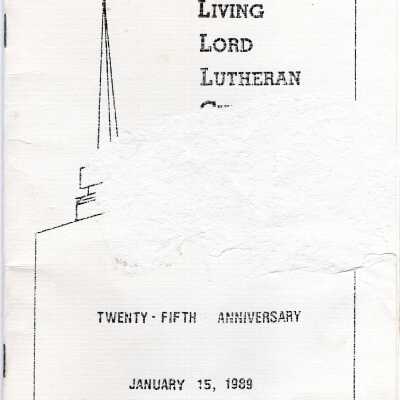 LIVING
LORD
LUTHERAN
TWENTY-FIFTH ANNIVERSARY
JANUARY 15, 1989